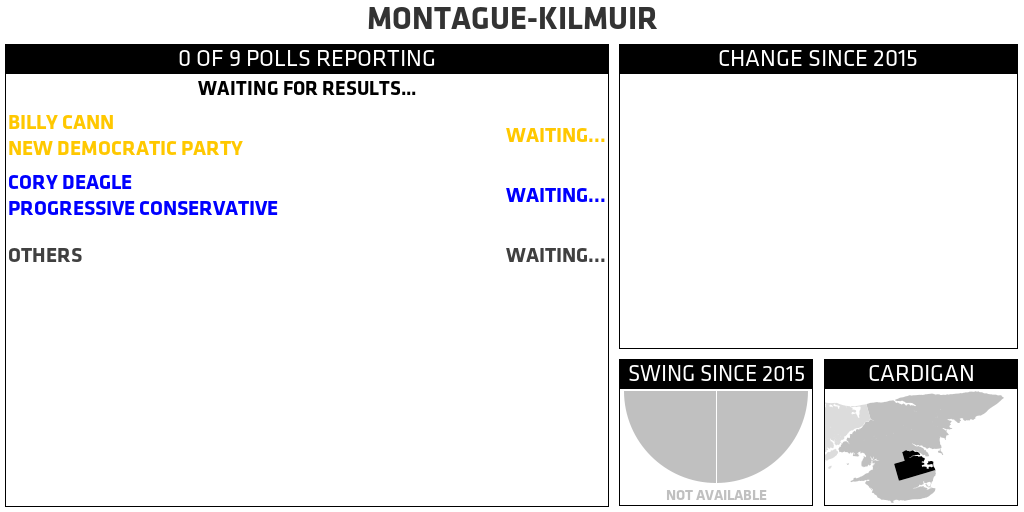 MONTAGUE-KILMUIR
0 OF 9 POLLS REPORTING
WAITING FOR RESULTS...
BILLY CANN
NEW DEMOCRATIC PARTY
WAITING...
CORY DEAGLE
PROGRESSIVE CONSERVATIVE
WAITING...
OTHERS
WAITING...
CHANGE SINCE 2015
SWING SINCE 2015
NOT AVAILABLE
CARDIGAN